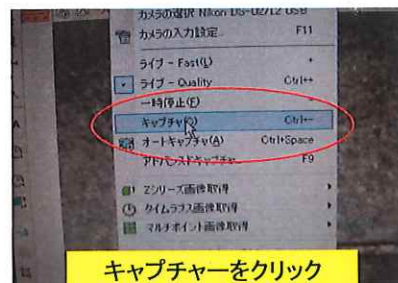 カメラの選択 Nikon DS-U2/L2 USB
カメラの入力設定... F11
ライブ - Fast(L)
ライブ - Quality Ctrl++
一時停止(F)
キャプチャ Ctrl+-
オートキャプチャ(A) Ctrl+Space
アドバンスドキャプチャ... F9
Zシリーズ画像取得
タイムラプス画像取得
マルチポイント画像取得
キャプチャーをクリック